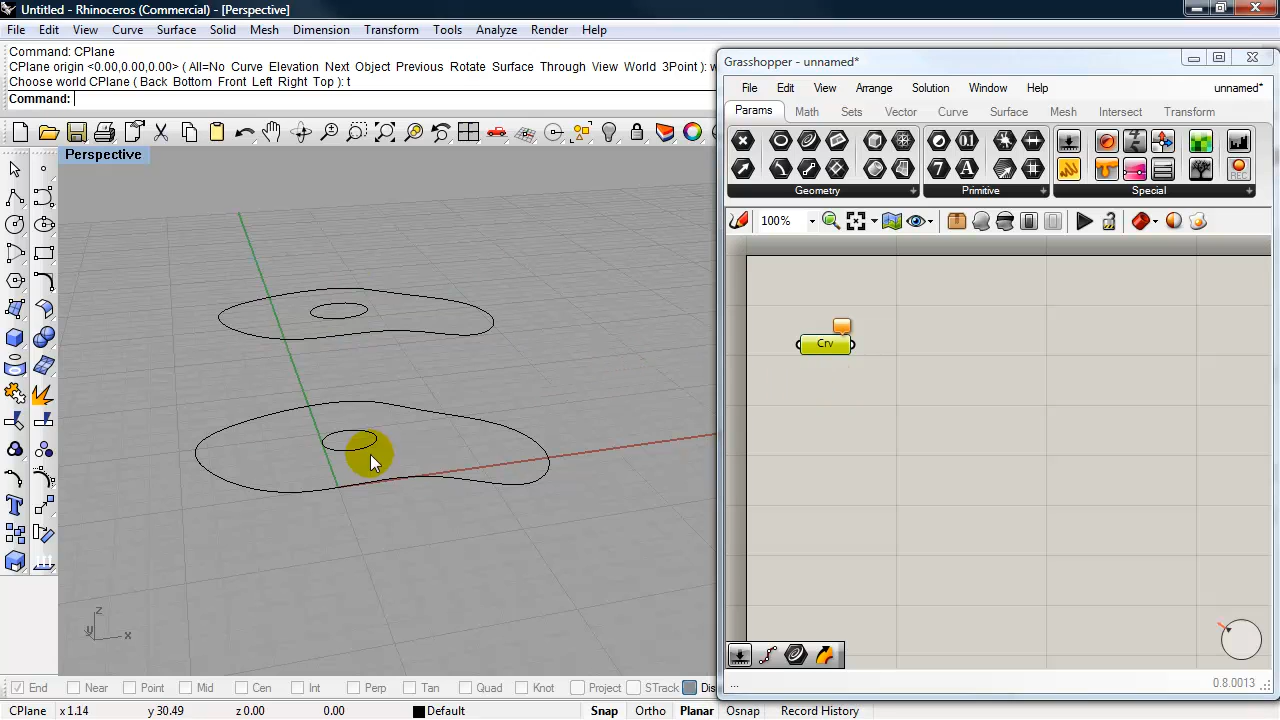 Untitled - Rhinoceros (Commercial) - [Perspective]
File Edit View Curve Surface Solid Mesh Dimension Transform Tools Analyze Render Help
Command: CPlane
CPlane origin <0.00,0.00,0.00> ( All=No Curve Elevation Next Object Previous Rotate Surface Through View World 3Point ): w
Choose world CPlane ( Back Bottom Front Left Right Top ): t
Command:
Perspective
Grasshopper - unnamed*
File Edit View Arrange Solution Window Help unnamed*
Params Math Sets Vector Curve Surface Mesh Intersect Transform
Geometry Primitive Special
100%
Crv
z
y x
0.8.0013
End Near Point Mid Cen Int Perp Tan Quad Knot Project STrack Dis
CPlane x 1.14 y 30.49 z 0.00 0.00 Default Snap Ortho Planar Osnap Record History